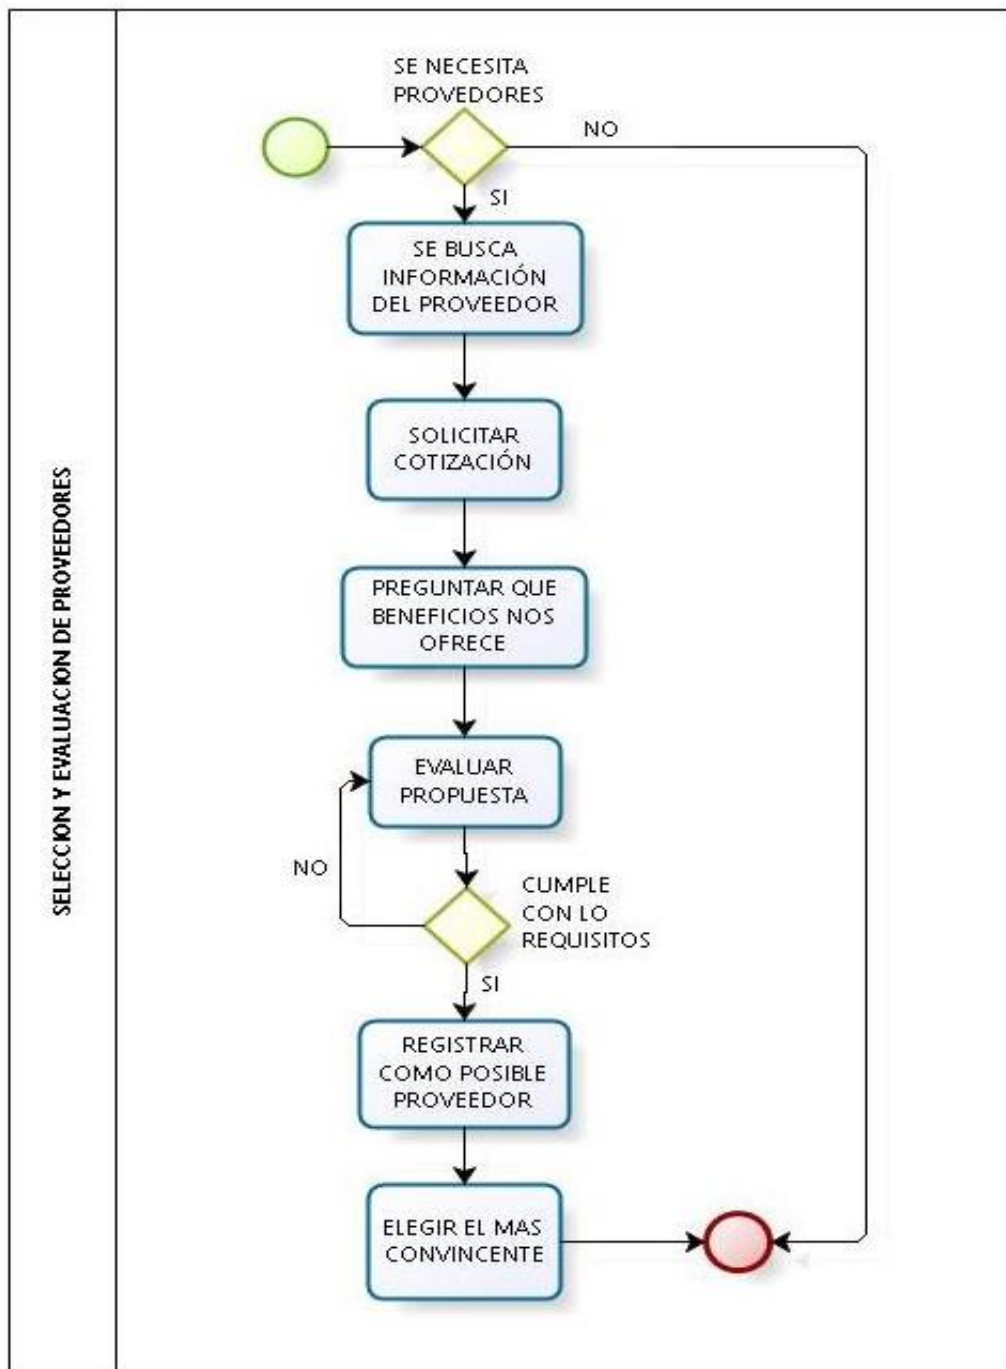 SELECCION Y EVALUACION DE PROVEEDORES
SE NECESITA
PROVEDORES
NO
SI
SE BUSCA
INFORMACIÓN
DEL PROVEEDOR
SOLICITAR
COTIZACIÓN
PREGUNTAR QUE
BENEFICIOS NOS
OFRECE
EVALUAR
PROPUESTA
NO
CUMPLE
CON LO
REQUISITOS
SI
REGISTRAR
COMO POSIBLE
PROVEEDOR
ELEGIR EL MAS
CONVINCENTE